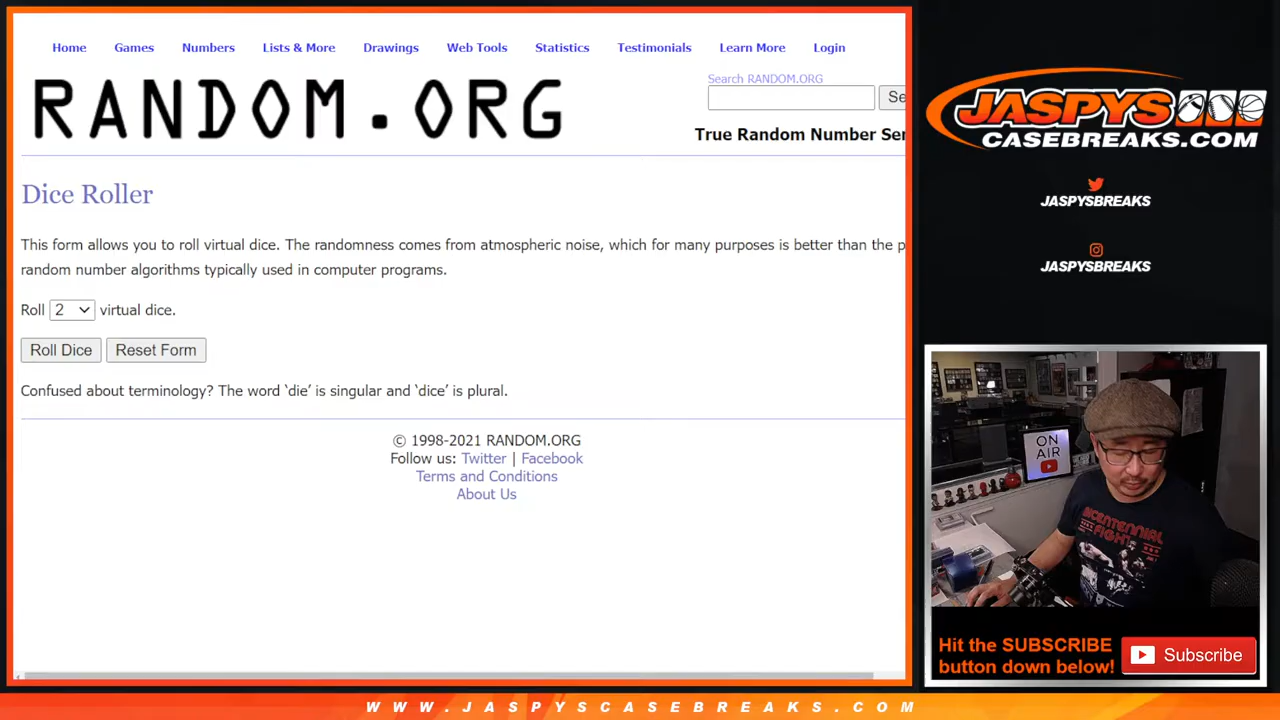 Home Games Numbers Lists & More Drawings Web Tools Statistics Testimonials Learn More Login
RANDOM.ORG
Search RANDOM.ORG
Se
True Random Number Ser
Dice Roller
This form allows you to roll virtual dice. The randomness comes from atmospheric noise, which for many purposes is better than the p
random number algorithms typically used in computer programs.
Roll 2 virtual dice.
Roll Dice Reset Form
Confused about terminology? The word ‘die’ is singular and ‘dice’ is plural.
© 1998-2021 RANDOM.ORG
Follow us: Twitter | Facebook
Terms and Conditions
About Us
JASPYS
CASEBREAKS.COM
JASPYSBREAKS
JASPYSBREAKS
ON
AIR
BICENTENNIAL
FIGHT
Hit the SUBSCRIBE
button down below!
Subscribe
WWW.JASPYSCASEBREAKS.COM